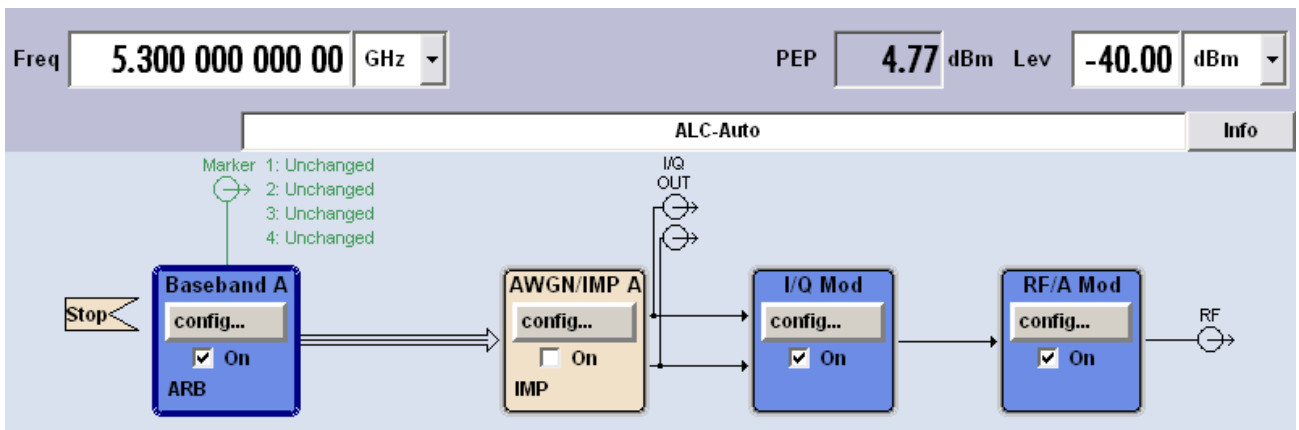 Freq 5.300 000 000 00 GHz PEP 4.77 dBm Lev -40.00 dBm
ALC-Auto Info
Marker 1: Unchanged
2: Unchanged
3: Unchanged
4: Unchanged
I/Q
OUT
Stop
Baseband A
config...
On
ARB
AWGN/IMP A
config...
On
IMP
I/Q Mod
config...
On
RF/A Mod
config...
On
RF